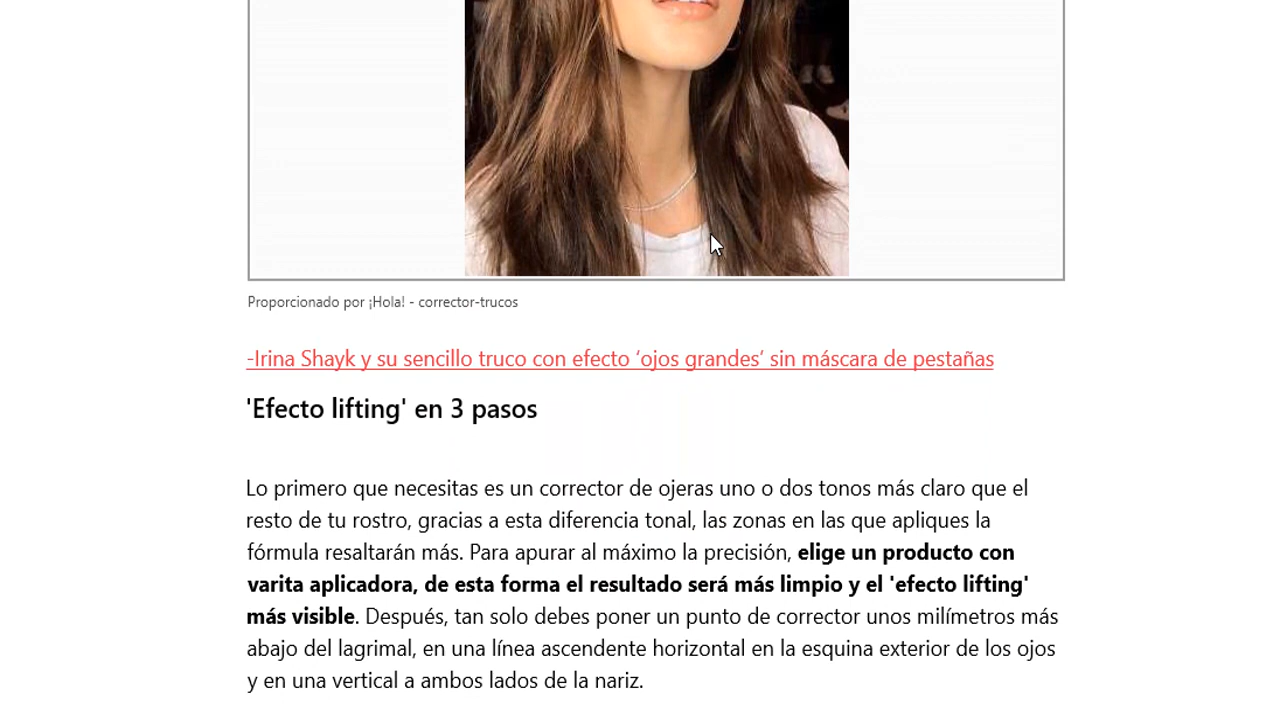 Proporcionado por ¡Hola! - corrector-trucos
-Irina Shayk y su sencillo truco con efecto ‘ojos grandes’ sin máscara de pestañas
'Efecto lifting' en 3 pasos
Lo primero que necesitas es un corrector de ojeras uno o dos tonos más claro que el
resto de tu rostro, gracias a esta diferencia tonal, las zonas en las que apliques la
fórmula resaltarán más. Para apurar al máximo la precisión, elige un producto con
varita aplicadora, de esta forma el resultado será más limpio y el 'efecto lifting'
más visible. Después, tan solo debes poner un punto de corrector unos milímetros más
abajo del lagrimal, en una línea ascendente horizontal en la esquina exterior de los ojos
y en una vertical a ambos lados de la nariz.